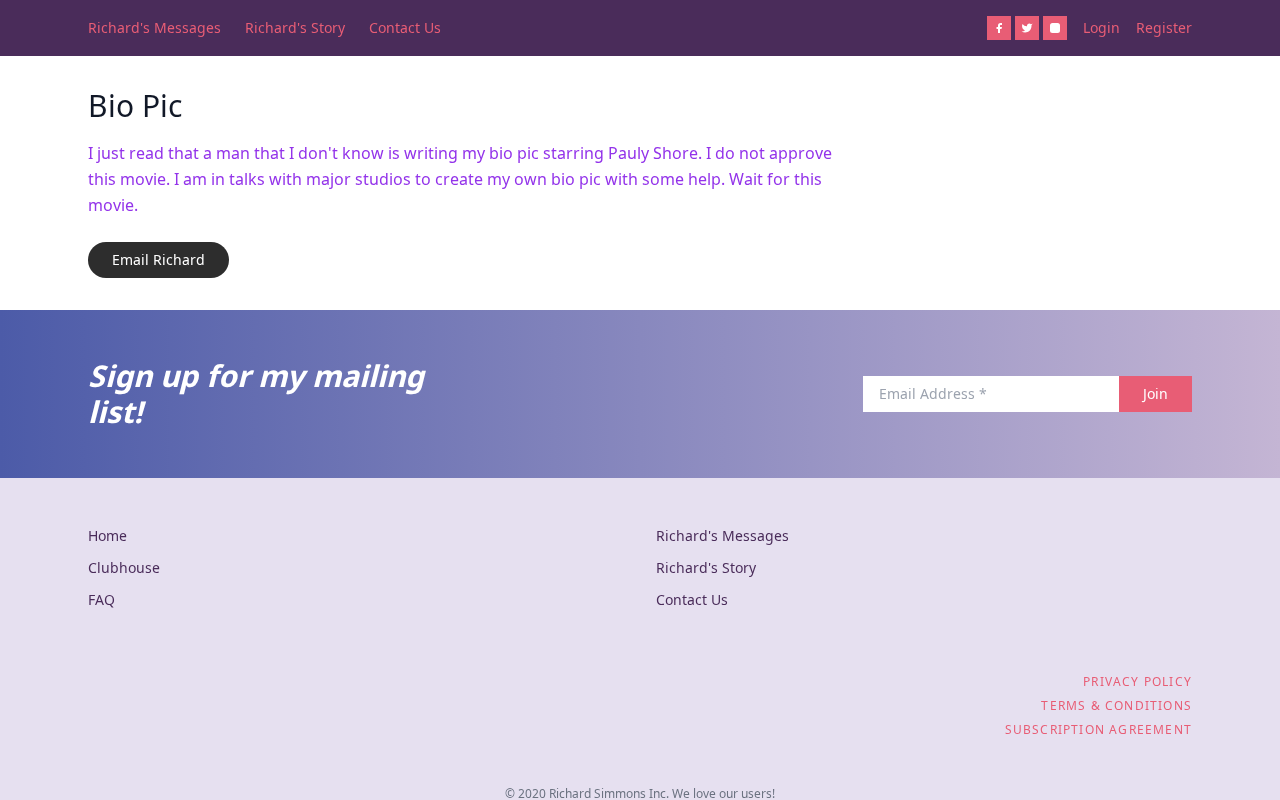 Richard's Messages Richard's Story Contact Us Login Register
Bio Pic
I just read that a man that I don't know is writing my bio pic starring Pauly Shore. I do not approve
this movie. I am in talks with major studios to create my own bio pic with some help. Wait for this
movie.
Email Richard
Sign up for my mailing
list!
Email Address *
Join
Home
Clubhouse
FAQ
Richard's Messages
Richard's Story
Contact Us
PRIVACY POLICY
TERMS & CONDITIONS
SUBSCRIPTION AGREEMENT
© 2020 Richard Simmons Inc. We love our users!